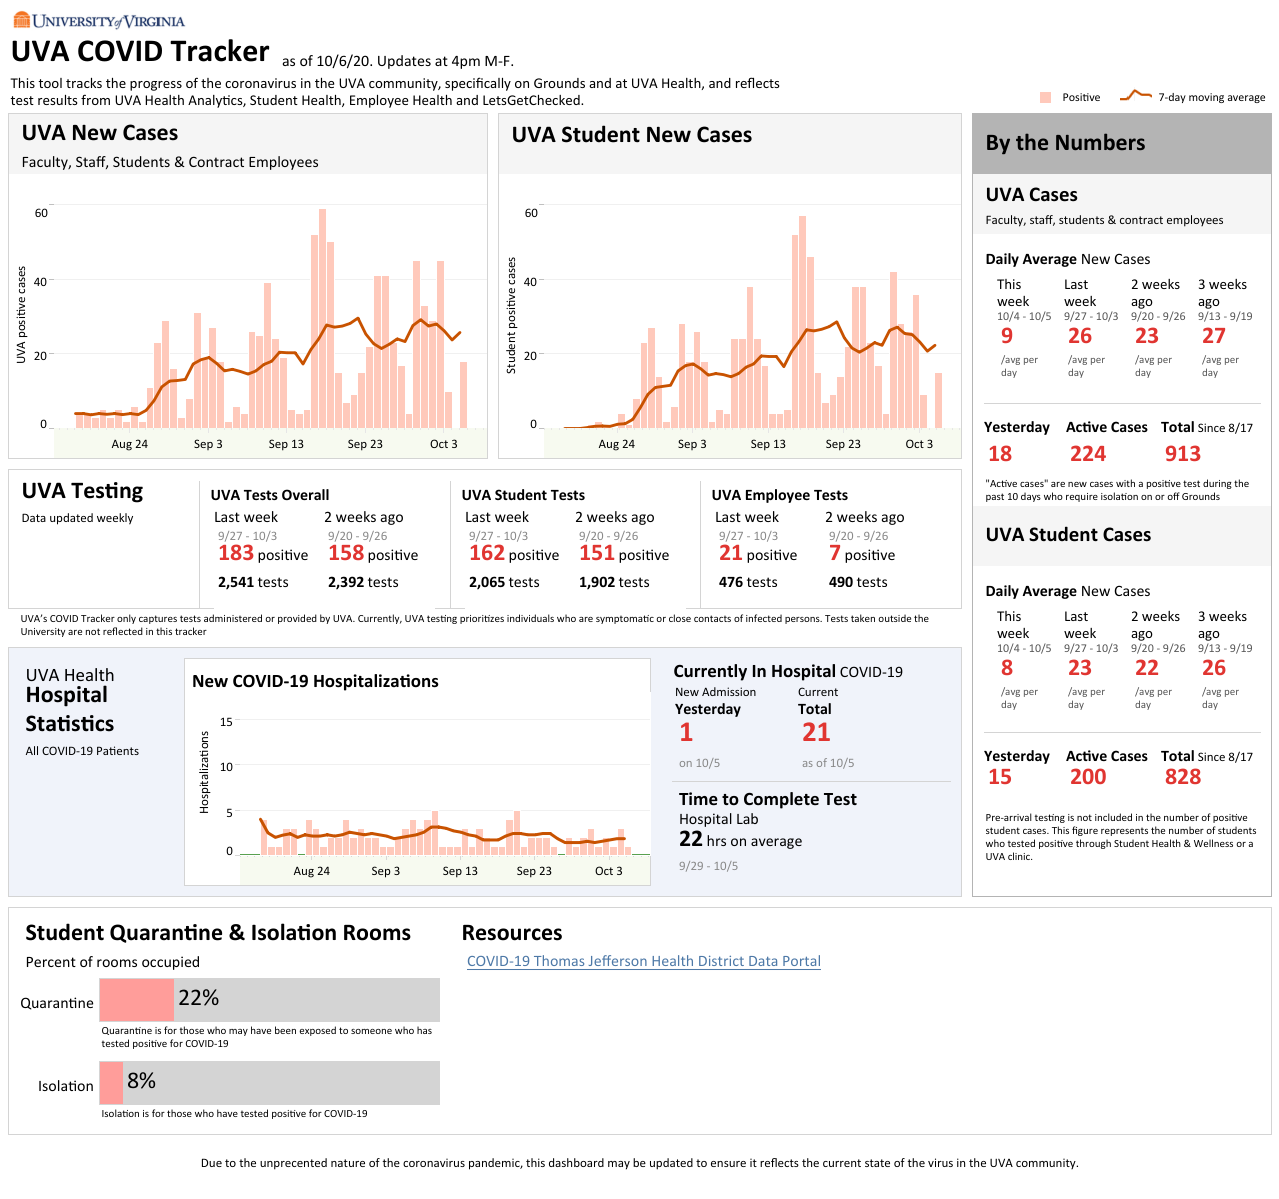 UNIVERSITY of VIRGINIA
UVA COVID Tracker as of 10/6/20. Updates at 4pm M-F.
This tool tracks the progress of the coronavirus in the UVA community, specifically on Grounds and at UVA Health, and reflects
test results from UVA Health Analytics, Student Health, Employee Health and LetsGetChecked.
Positive 7-day moving average
UVA New Cases
Faculty, Staff, Students & Contract Employees
60
40
20
0
UVA positive cases
Aug 24 Sep 3 Sep 13 Sep 23 Oct 3
UVA Student New Cases
60
40
20
0
Student positive cases
Aug 24 Sep 3 Sep 13 Sep 23 Oct 3
By the Numbers
UVA Cases
Faculty, staff, students & contract employees
Daily Average New Cases
This Last 2 weeks 3 weeks
week week ago ago
10/4 - 10/5 9/27 - 10/3 9/20 - 9/26 9/13 - 9/19
9 26 23 27
/avg per /avg per /avg per /avg per
day day day day
Yesterday Active Cases Total Since 8/17
18 224 913
"Active cases" are new cases with a positive test during the
past 10 days who require isolation on or off Grounds
UVA Student Cases
Daily Average New Cases
This Last 2 weeks 3 weeks
week week ago ago
10/4 - 10/5 9/27 - 10/3 9/20 - 9/26 9/13 - 9/19
8 23 22 26
/avg per /avg per /avg per /avg per
day day day day
Yesterday Active Cases Total Since 8/17
15 200 828
Pre-arrival testing is not included in the number of positive
student cases. This figure represents the number of students
who tested positive through Student Health & Wellness or a
UVA clinic.
UVA Testing
Data updated weekly
UVA Tests Overall
Last week 2 weeks ago
9/27 - 10/3 9/20 - 9/26
183 positive 158 positive
2,541 tests 2,392 tests
UVA Student Tests
Last week 2 weeks ago
9/27 - 10/3 9/20 - 9/26
162 positive 151 positive
2,065 tests 1,902 tests
UVA Employee Tests
Last week 2 weeks ago
9/27 - 10/3 9/20 - 9/26
21 positive 7 positive
476 tests 490 tests
UVA's COVID Tracker only captures tests administered or provided by UVA. Currently, UVA testing prioritizes individuals who are symptomatic or close contacts of infected persons. Tests taken outside the
University are not reflected in this tracker
UVA Health
Hospital
Statistics
All COVID-19 Patients
New COVID-19 Hospitalizations
15
10
5
0
Hospitalizations
Aug 24 Sep 3 Sep 13 Sep 23 Oct 3
Currently In Hospital COVID-19
New Admission Current
Yesterday Total
1 21
on 10/5 as of 10/5
Time to Complete Test
Hospital Lab
22 hrs on average
9/29 - 10/5
Student Quarantine & Isolation Rooms
Percent of rooms occupied
Quarantine 22%
Quarantine is for those who may have been exposed to someone who has
tested positive for COVID-19
Isolation 8%
Isolation is for those who have tested positive for COVID-19
Resources
COVID-19 Thomas Jefferson Health District Data Portal
Due to the unprecented nature of the coronavirus pandemic, this dashboard may be updated to ensure it reflects the current state of the virus in the UVA community.